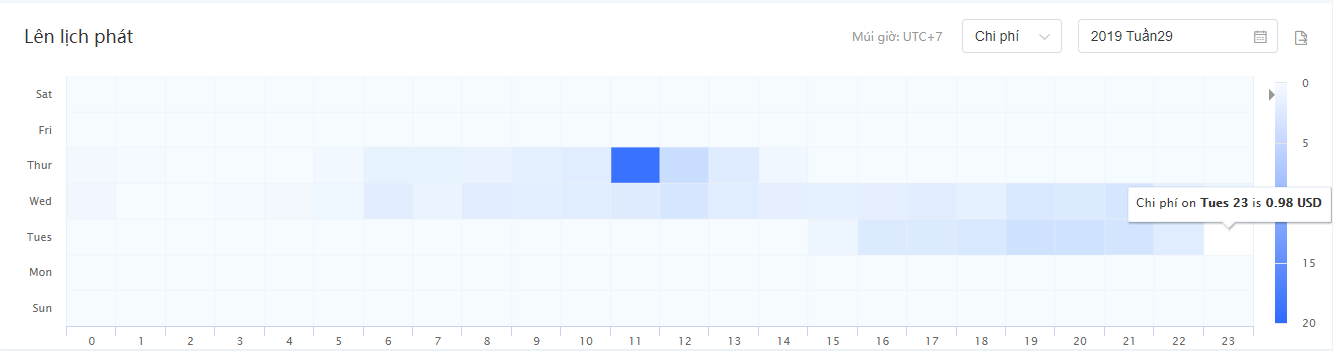 Lên lịch phát
Múi giờ: UTC+7
Chi phí
2019 Tuần29
Sat
Fri
Thur
Wed
Tues
Mon
Sun
Chi phí on Tues 23 is 0.98 USD
0
5
15
20
0 1 2 3 4 5 6 7 8 9 10 11 12 13 14 15 16 17 18 19 20 21 22 23